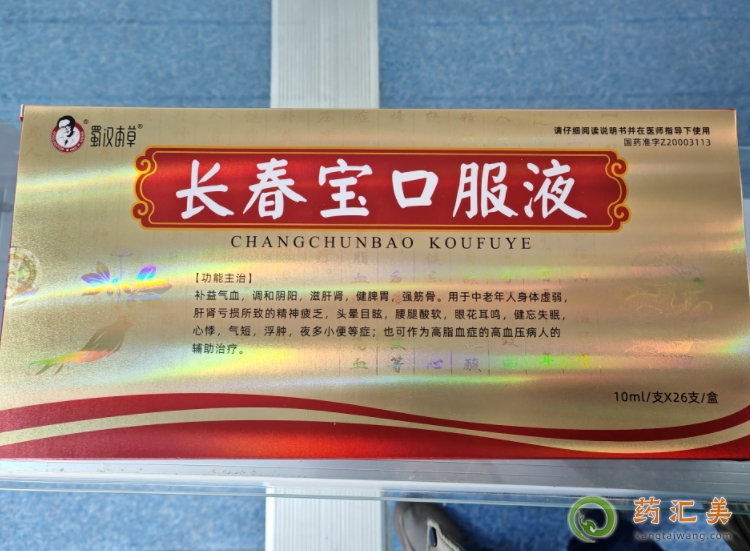 蜀汉本草®
请仔细阅读说明书并在医师指导下使用
国药准字Z20003113
长春宝口服液
CHANGCHUNBAO KOUFUYE
【功能主治】
补益气血，调和阴阳，滋肝肾，健脾胃，强筋骨。用于中老年人身体虚弱，
肝肾亏损所致的精神疲乏、头晕目眩，腰腿酸软，眼花耳鸣，健忘失眠，
心悸，气短，浮肿，夜多小便等症；也可作为高脂血症的高血压病人的
辅助治疗。
10ml/支X26支/盒
药汇美
sangtaiwang.com